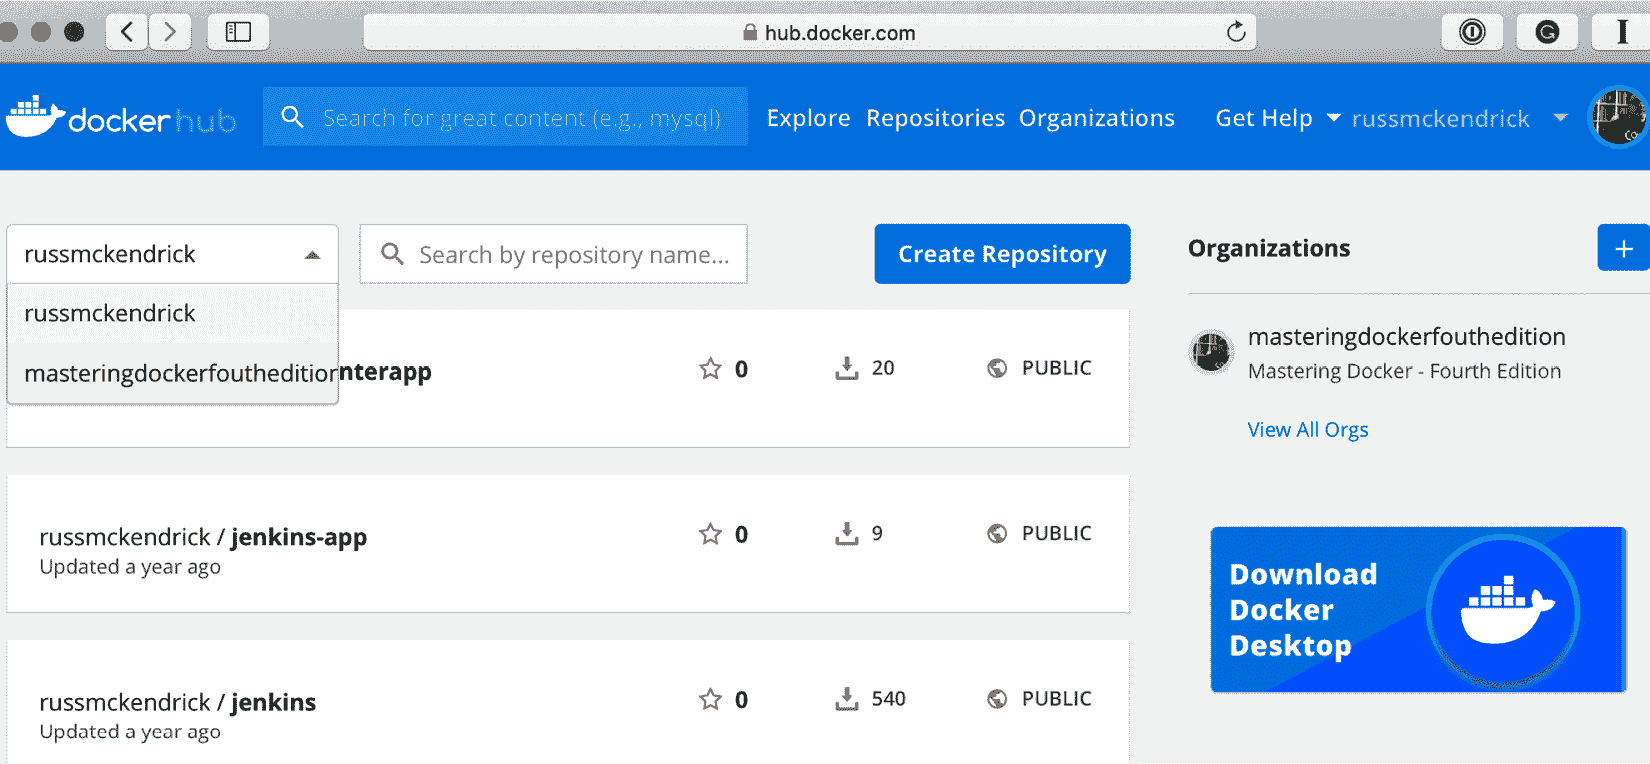 hub.docker.com
docker hub
Search for great content (e.g., mysql)
Explore
Repositories
Organizations
Get Help
russmckendrick
russmckendrick
Search by repository name...
Create Repository
russmckendrick
masteringdockerfouthedition
nterapp
0
20
PUBLIC
russmckendrick / jenkins-app
Updated a year ago
0
9
PUBLIC
russmckendrick / jenkins
Updated a year ago
0
540
PUBLIC
Organizations
+
masteringdockerfouthedition
Mastering Docker - Fourth Edition
View All Orgs
Download
Docker
Desktop